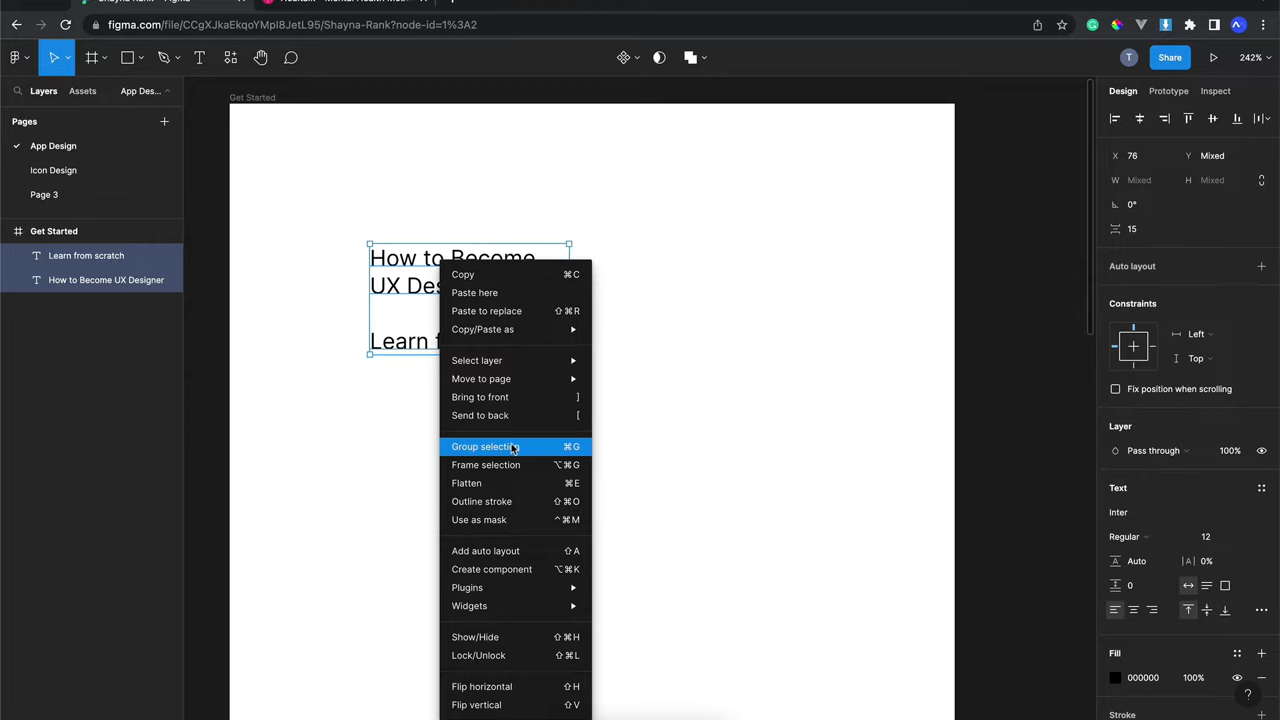 figma.com/file/CCgXJkaEkqoYMpI8JetL95/Shayna-Rank?node-id=1%3A2
T
Share
242%
Layers
Assets
App Des...
Pages
App Design
Icon Design
Page 3
Get Started
Learn from scratch
How to Become UX Designer
Get Started
How to Become
UX Des
Learn f
Copy ⌘C
Paste here
Paste to replace ⇧⌘R
Copy/Paste as
Select layer
Move to page
Bring to front ]
Send to back [
Group selection ⌘G
Frame selection ⌥⌘G
Flatten ⌘E
Outline stroke ⇧⌘O
Use as mask ^⌘M
Add auto layout ⇧A
Create component ⌥⌘K
Plugins
Widgets
Show/Hide ⇧⌘H
Lock/Unlock ⇧⌘L
Flip horizontal ⇧H
Flip vertical ⇧V
Design
Prototype
Inspect
X 76 Y Mixed
W Mixed H Mixed
0°
15
Auto layout
Constraints
Left
Top
Fix position when scrolling
Layer
Pass through 100%
Text
Inter
Regular 12
Auto |A| 0%
0
Fill
000000 100%
Stroke
?